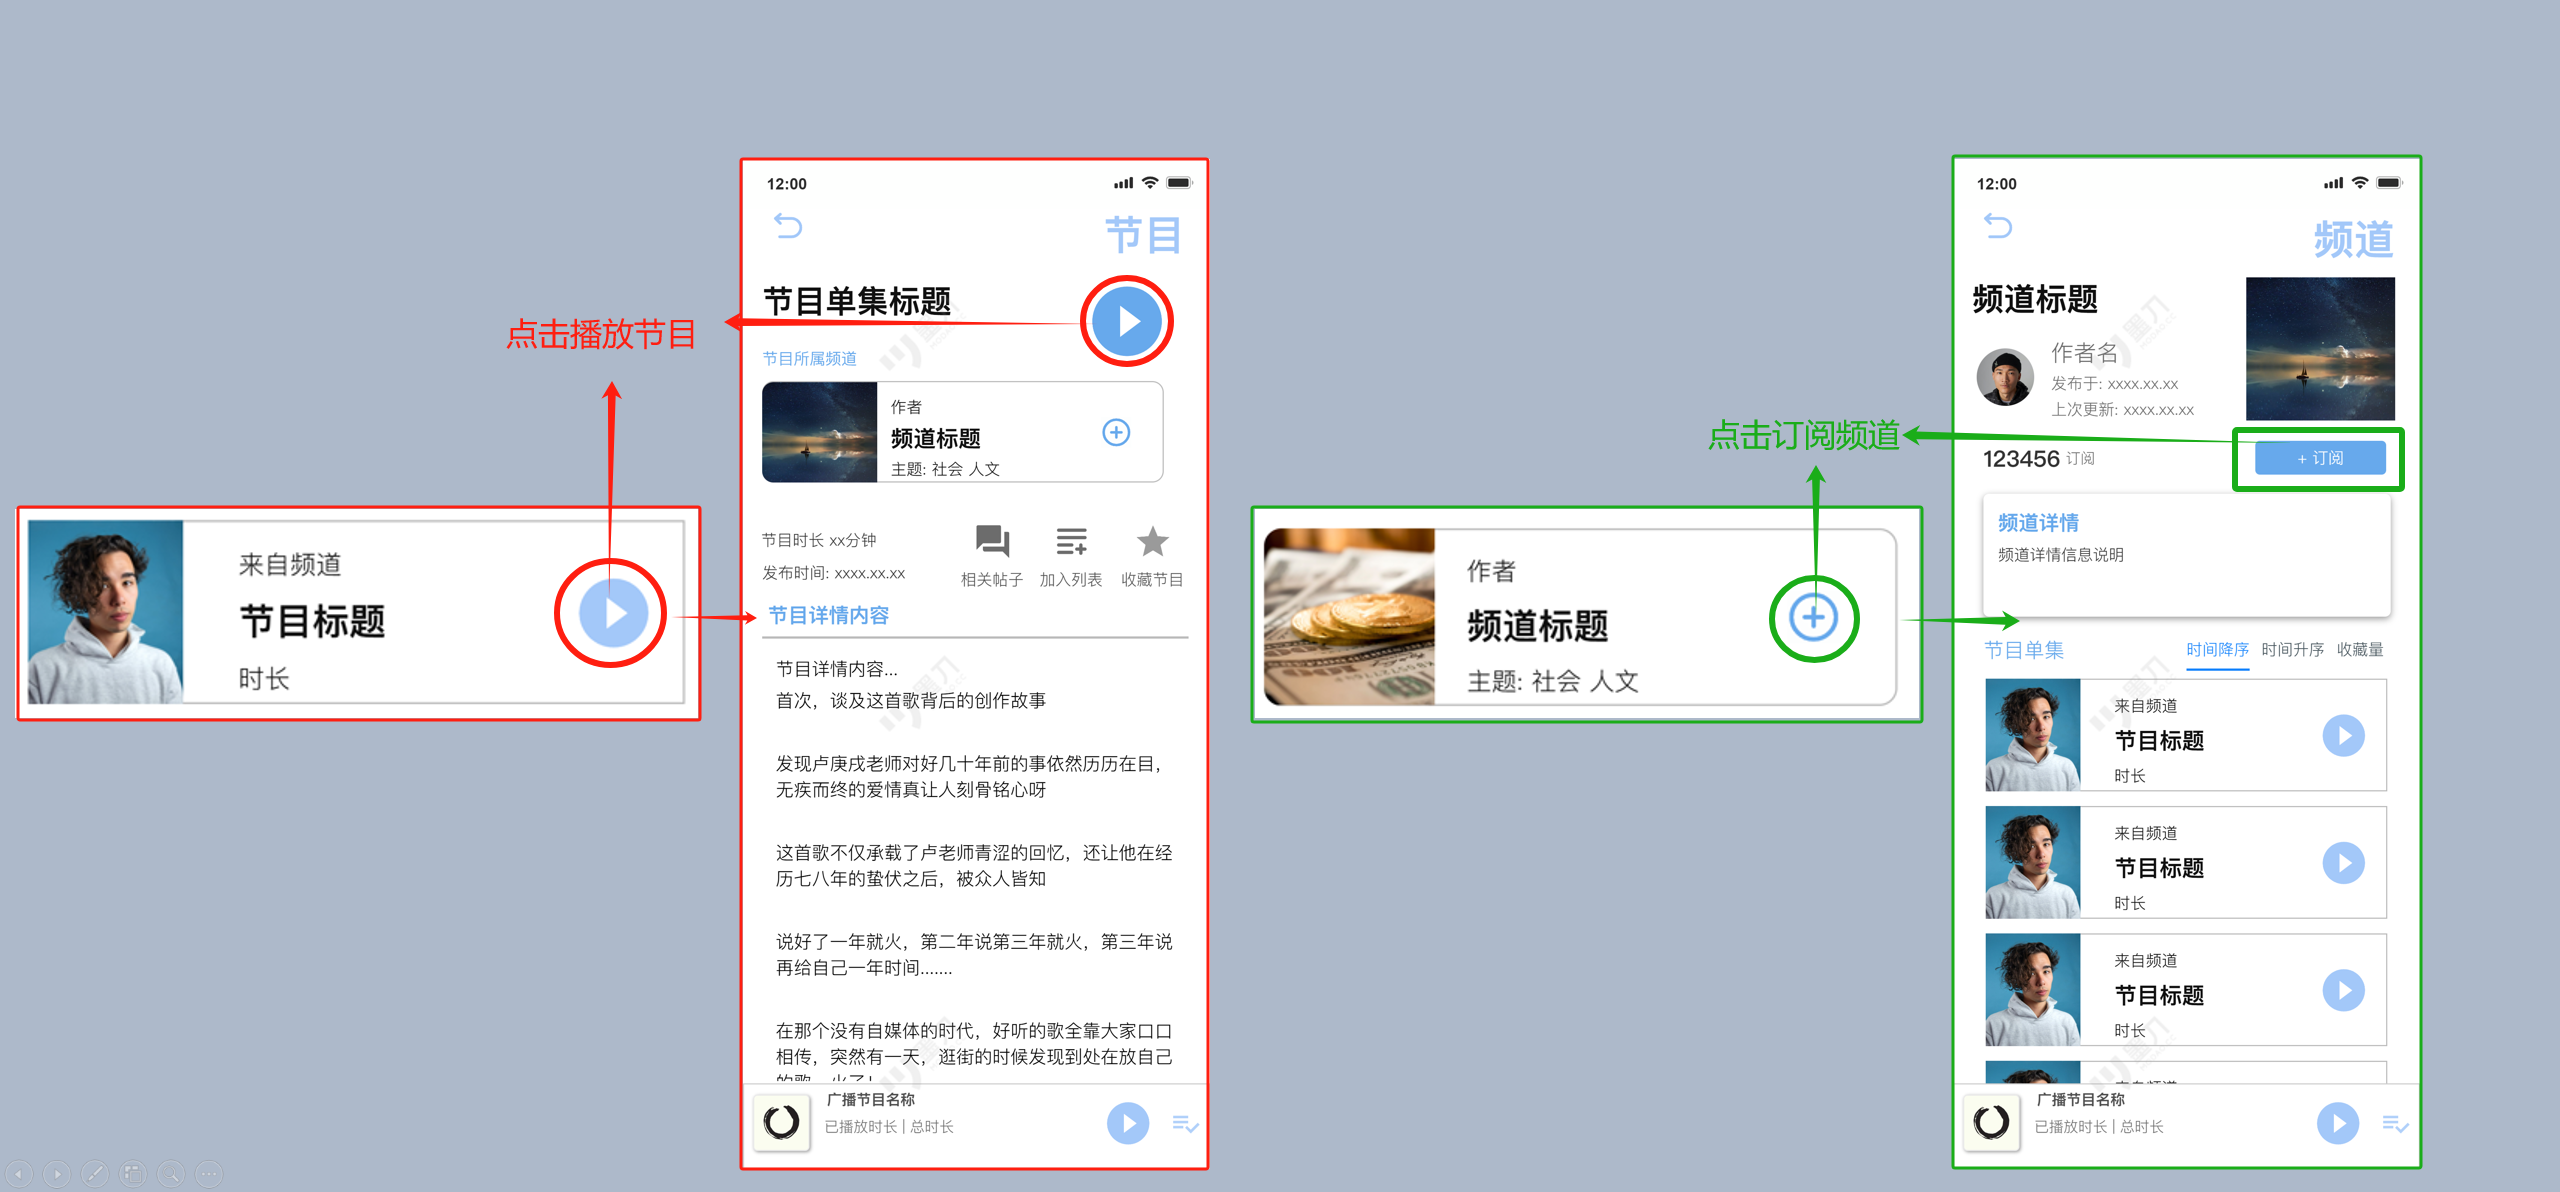 点击播放节目
来自频道
节目标题
时长
12:00
节目
节目单集标题
节目所属频道
作者
频道标题
主题: 社会 人文
节目时长 xx分钟
发布时间: xxxx.xx.xx
相关帖子
加入列表
收藏节目
节目详情内容
节目详情内容...
首次，谈及这首歌背后的创作故事
发现卢庚戌老师对好几十年前的事依然历历在目，
无疾而终的爱情真让人刻骨铭心呀
这首歌不仅承载了卢老师青涩的回忆，还让他在经
历七八年的蛰伏之后，被众人皆知
说好了一年就火，第二年说第三年就火，第三年说
再给自己一年时间.......
在那个没有自媒体的时代，好听的歌全靠大家口口
相传，突然有一天，逛街的时候发现到处在放自己
广播节目名称
已播放时长 | 总时长
点击订阅频道
作者
频道标题
主题: 社会 人文
12:00
频道
频道标题
作者名
发布于: xxxx.xx.xx
上次更新: xxxx.xx.xx
123456 订阅
+ 订阅
频道详情
频道详情信息说明
节目单集
时间降序 时间升序 收藏量
来自频道
节目标题
时长
来自频道
节目标题
时长
来自频道
节目标题
时长
广播节目名称
已播放时长 | 总时长
墨刀
墨刀
墨刀